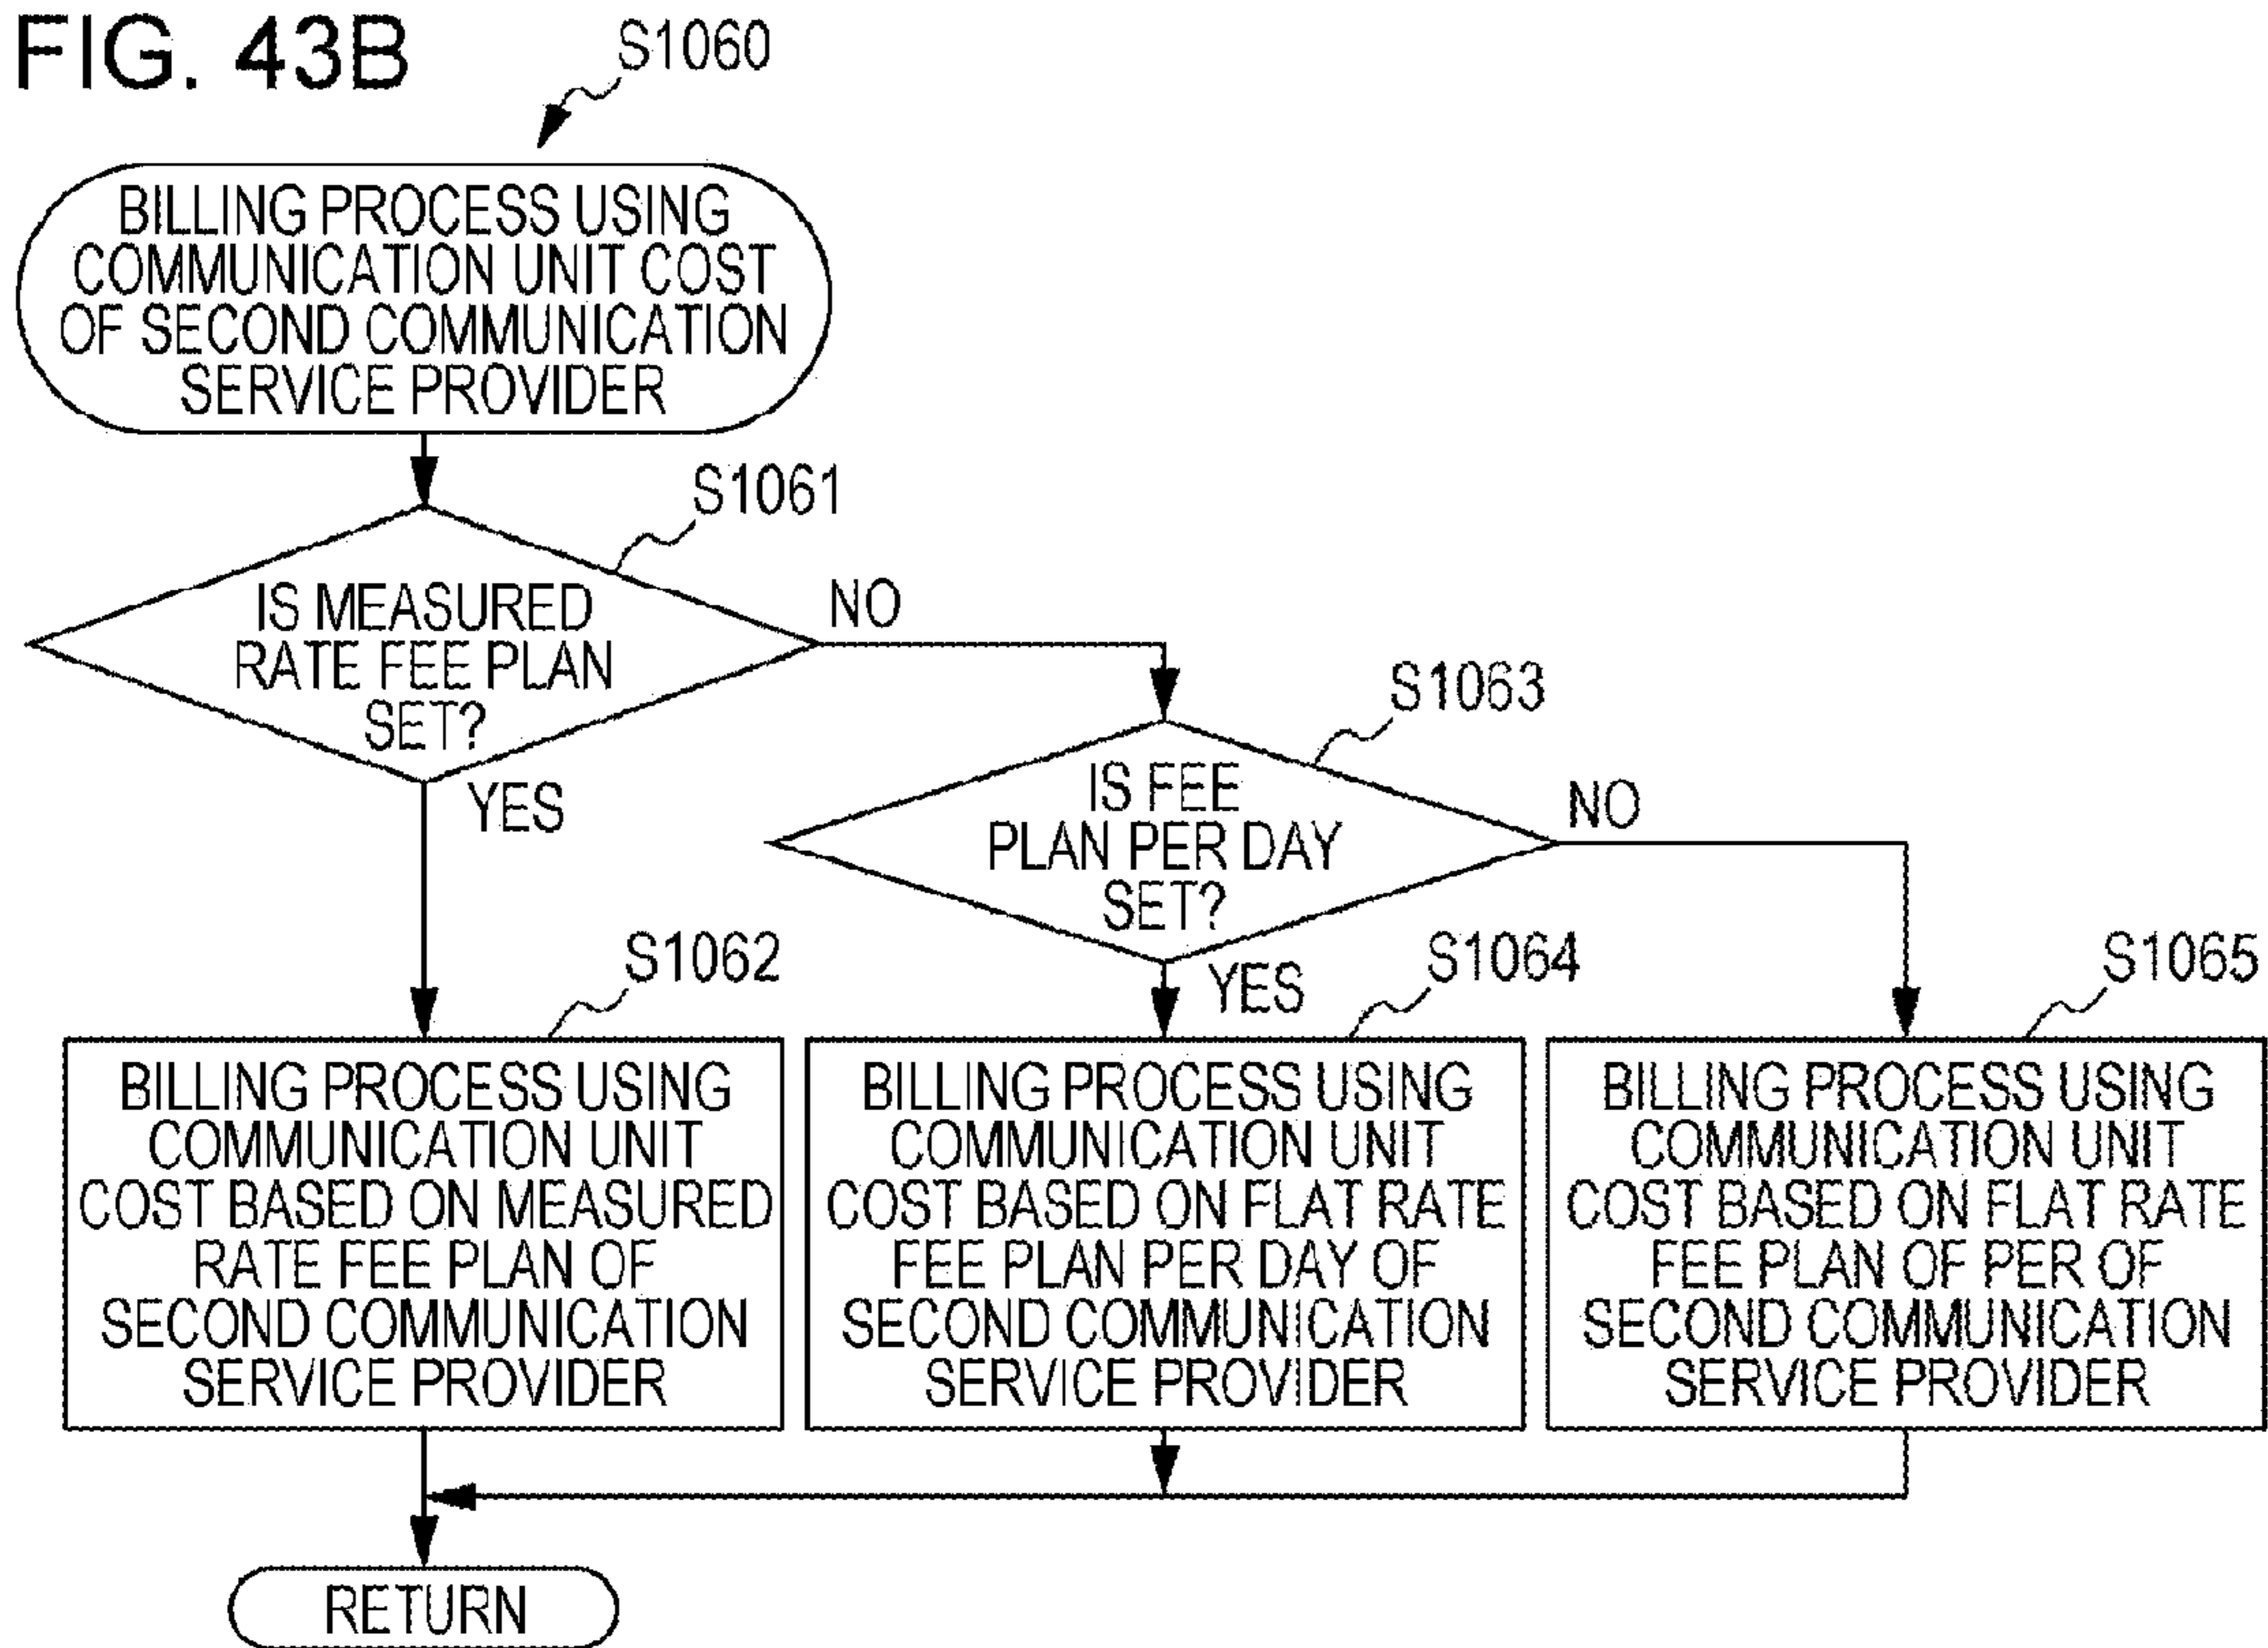 FIG. 43B
S1060
BILLING PROCESS USING
COMMUNICATION UNIT COST
OF SECOND COMMUNICATION
SERVICE PROVIDER
S1061
IS MEASURED
RATE FEE PLAN
SET?
NO
YES
S1063
IS FEE
PLAN PER DAY
SET?
NO
YES
S1062
BILLING PROCESS USING
COMMUNICATION UNIT
COST BASED ON MEASURED
RATE FEE PLAN OF
SECOND COMMUNICATION
SERVICE PROVIDER
S1064
BILLING PROCESS USING
COMMUNICATION UNIT
COST BASED ON FLAT RATE
FEE PLAN PER DAY OF
SECOND COMMUNICATION
SERVICE PROVIDER
S1065
BILLING PROCESS USING
COMMUNICATION UNIT
COST BASED ON FLAT RATE
FEE PLAN OF PER OF
SECOND COMMUNICATION
SERVICE PROVIDER
RETURN